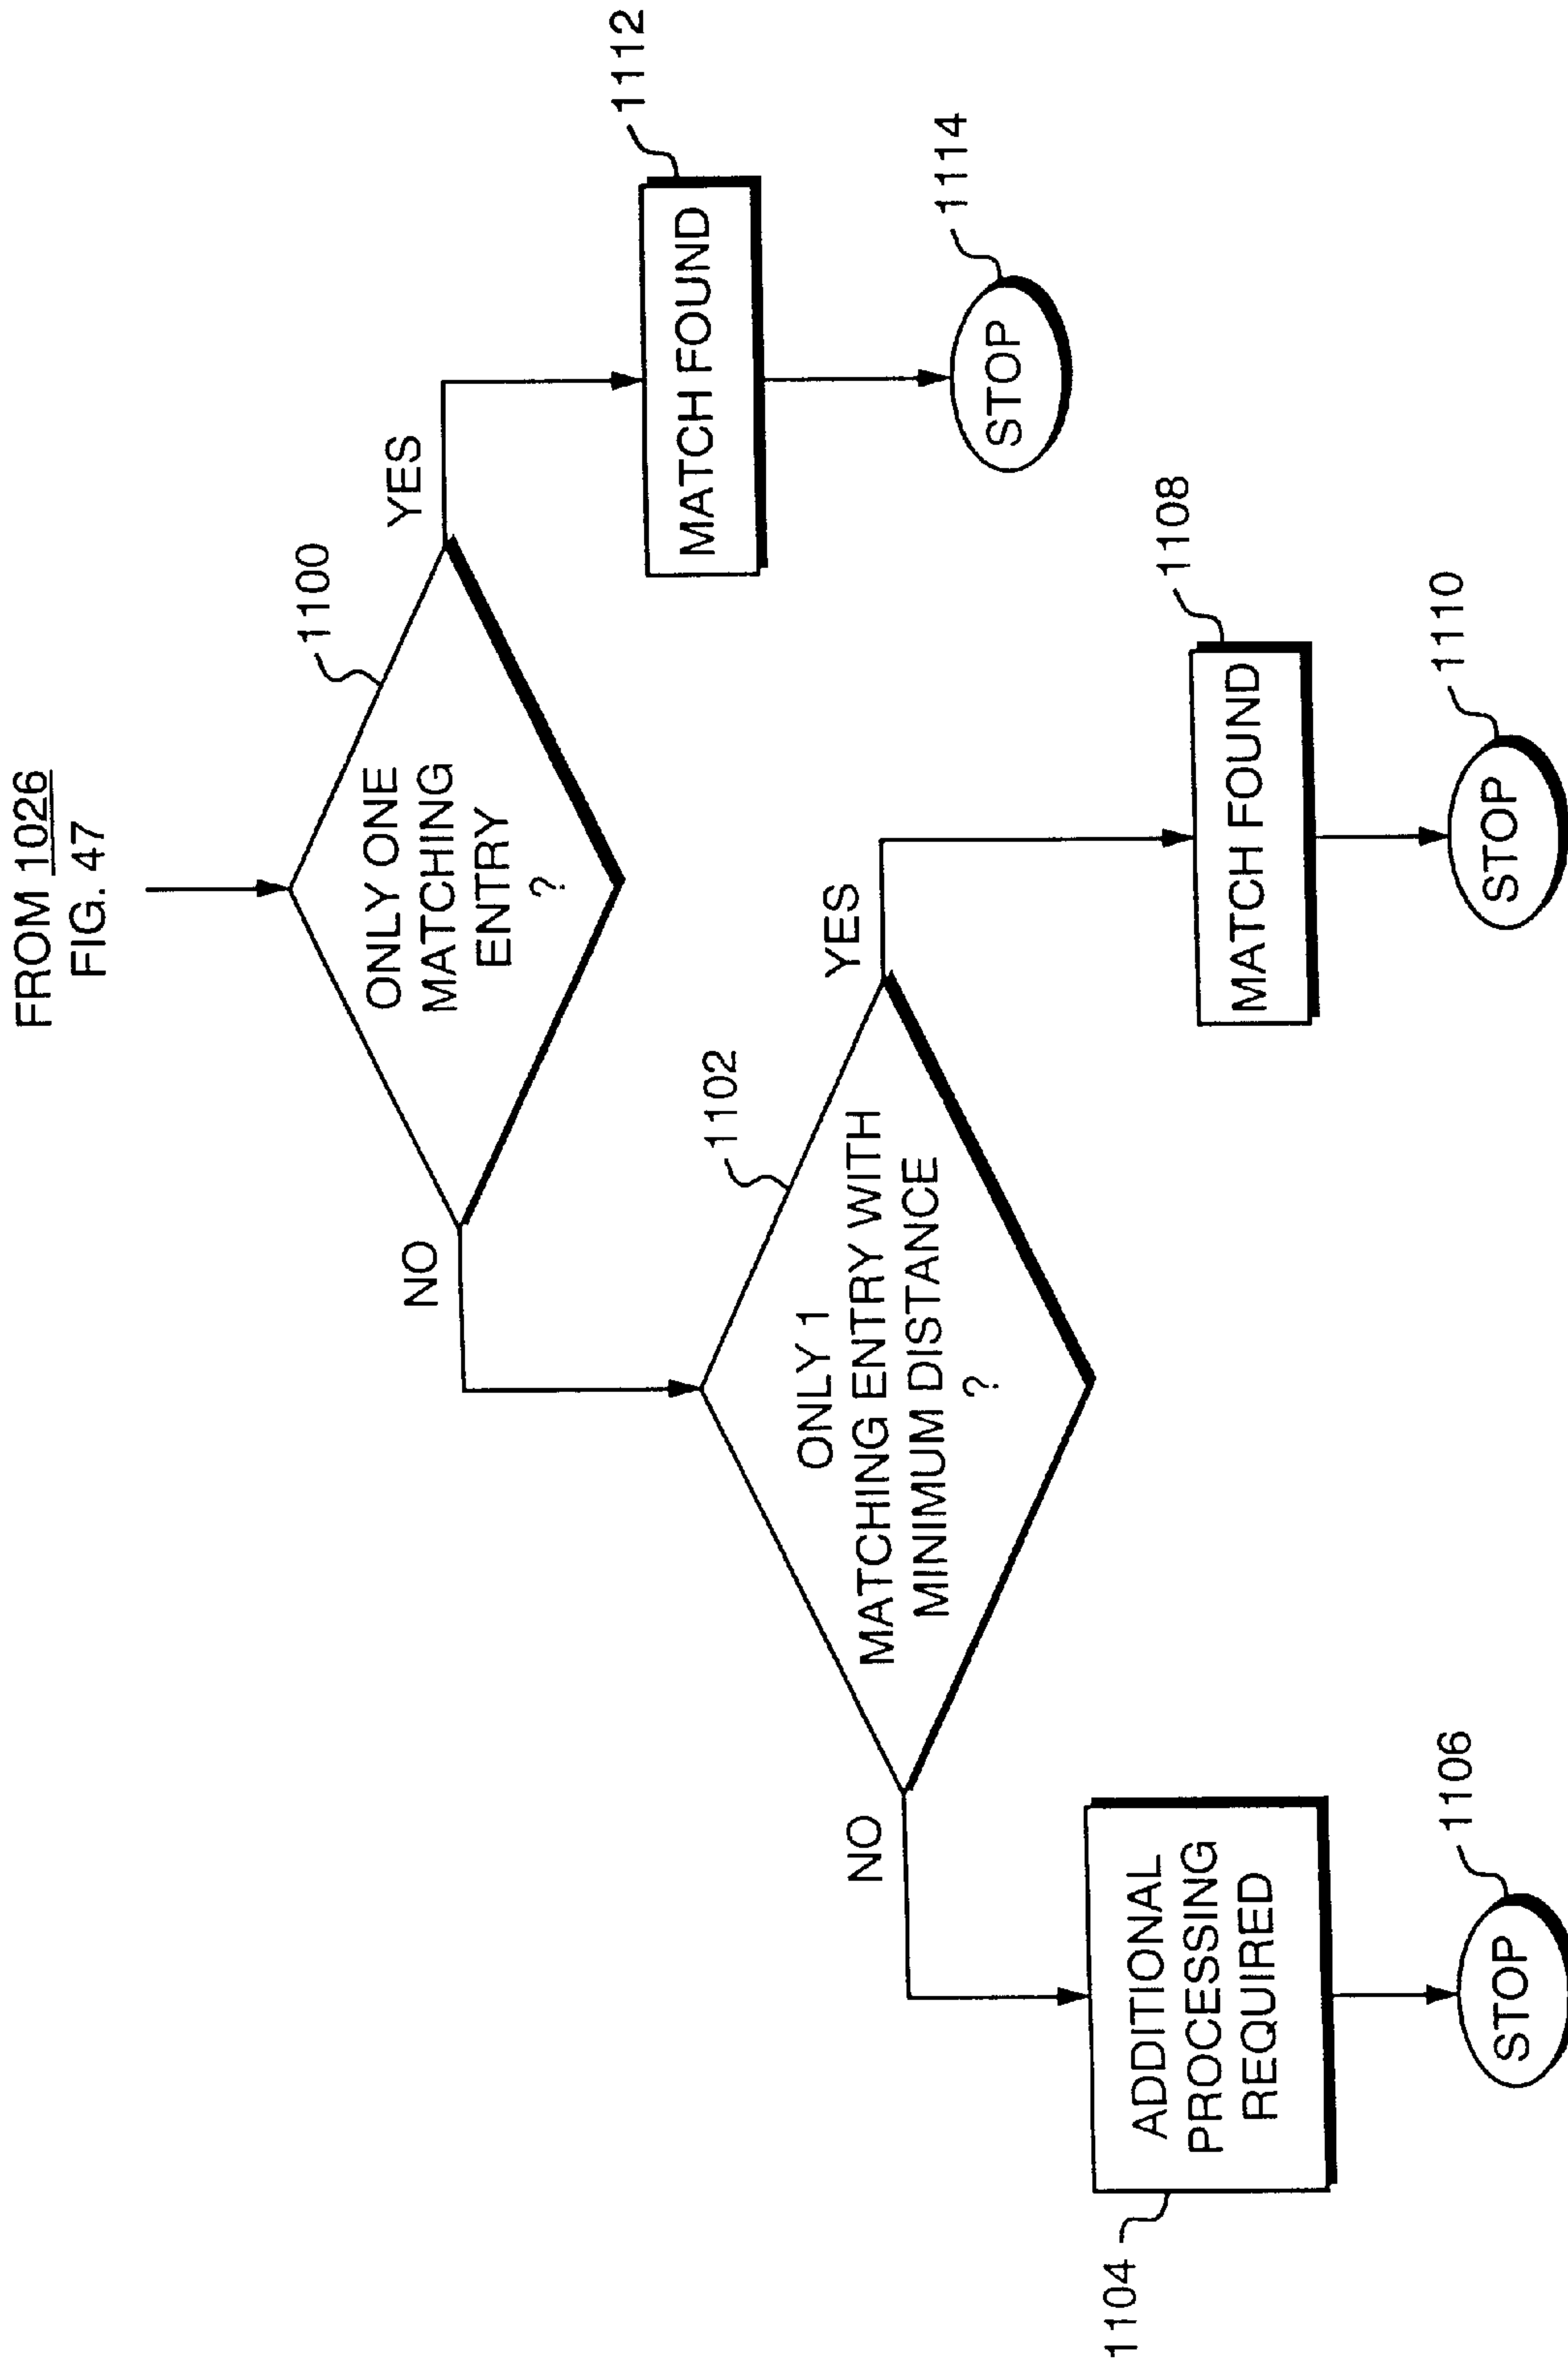 FROM 1026
FIG. 47
1100
ONLY ONE
MATCHING
ENTRY
?
NO
YES
1112
MATCH FOUND
1114
STOP
1102
ONLY 1
MATCHING ENTRY WITH
MINIMUM DISTANCE
?
NO
YES
1104
ADDITIONAL
PROCESSING
REQUIRED
1106
STOP
1108
MATCH FOUND
1110
STOP